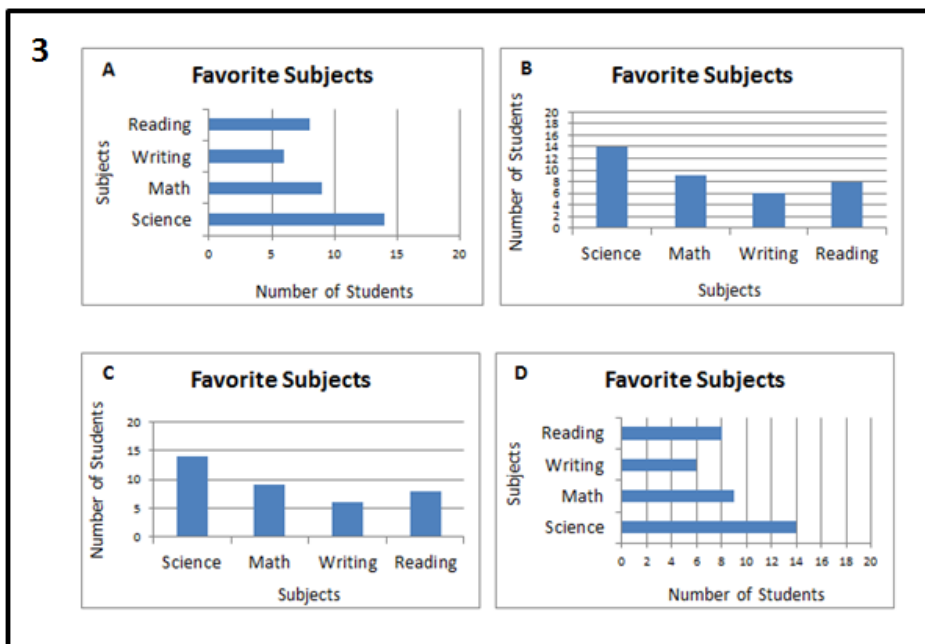 3
A
Favorite Subjects
Subjects
Reading
Writing
Math
Science
0 5 10 15 20
Number of Students
B
Favorite Subjects
Number of Students
20
18
16
14
12
10
8
6
4
2
0
Science Math Writing Reading
Subjects
C
Favorite Subjects
Number of Students
20
15
10
5
0
Science Math Writing Reading
Subjects
D
Favorite Subjects
Subjects
Reading
Writing
Math
Science
0 2 4 6 8 10 12 14 16 18 20
Number of Students